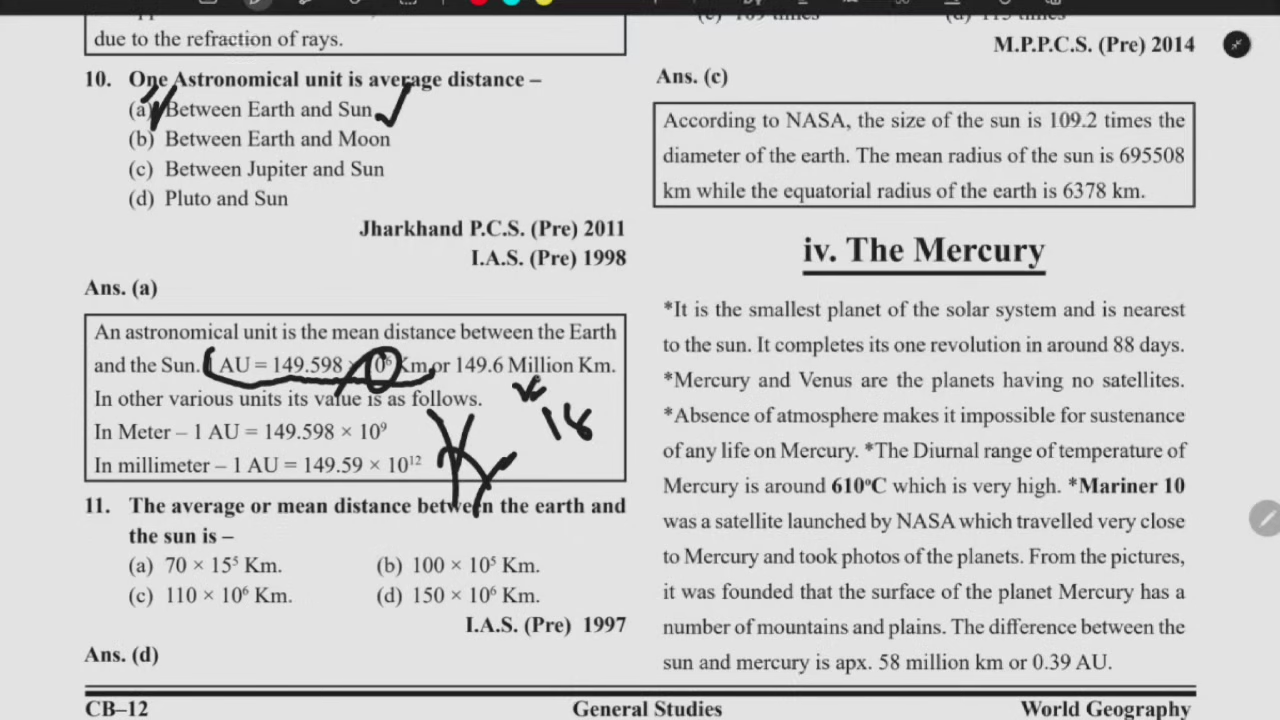 due to the refraction of rays.
10. One Astronomical unit is average distance –
(a) Between Earth and Sun
(b) Between Earth and Moon
(c) Between Jupiter and Sun
(d) Pluto and Sun
Jharkhand P.C.S. (Pre) 2011
I.A.S. (Pre) 1998
Ans. (a)
An astronomical unit is the mean distance between the Earth
and the Sun. AU = 149.598 10⁶ Km or 149.6 Million Km.
In other various units its value is as follows.
In Meter – 1 AU = 149.598 × 10⁹
In millimeter – 1 AU = 149.59 × 10¹²
18
11. The average or mean distance between the earth and
the sun is –
(a) 70 × 15⁵ Km. (b) 100 × 10⁵ Km.
(c) 110 × 10⁶ Km. (d) 150 × 10⁶ Km.
I.A.S. (Pre) 1997
Ans. (d)
(c) 109 times (d) 113 times
M.P.P.C.S. (Pre) 2014
Ans. (c)
According to NASA, the size of the sun is 109.2 times the
diameter of the earth. The mean radius of the sun is 695508
km while the equatorial radius of the earth is 6378 km.
iv. The Mercury
*It is the smallest planet of the solar system and is nearest
to the sun. It completes its one revolution in around 88 days.
*Mercury and Venus are the planets having no satellites.
*Absence of atmosphere makes it impossible for sustenance
of any life on Mercury. *The Diurnal range of temperature of
Mercury is around 610°C which is very high. *Mariner 10
was a satellite launched by NASA which travelled very close
to Mercury and took photos of the planets. From the pictures,
it was founded that the surface of the planet Mercury has a
number of mountains and plains. The difference between the
sun and mercury is apx. 58 million km or 0.39 AU.
CB–12 General Studies World Geography